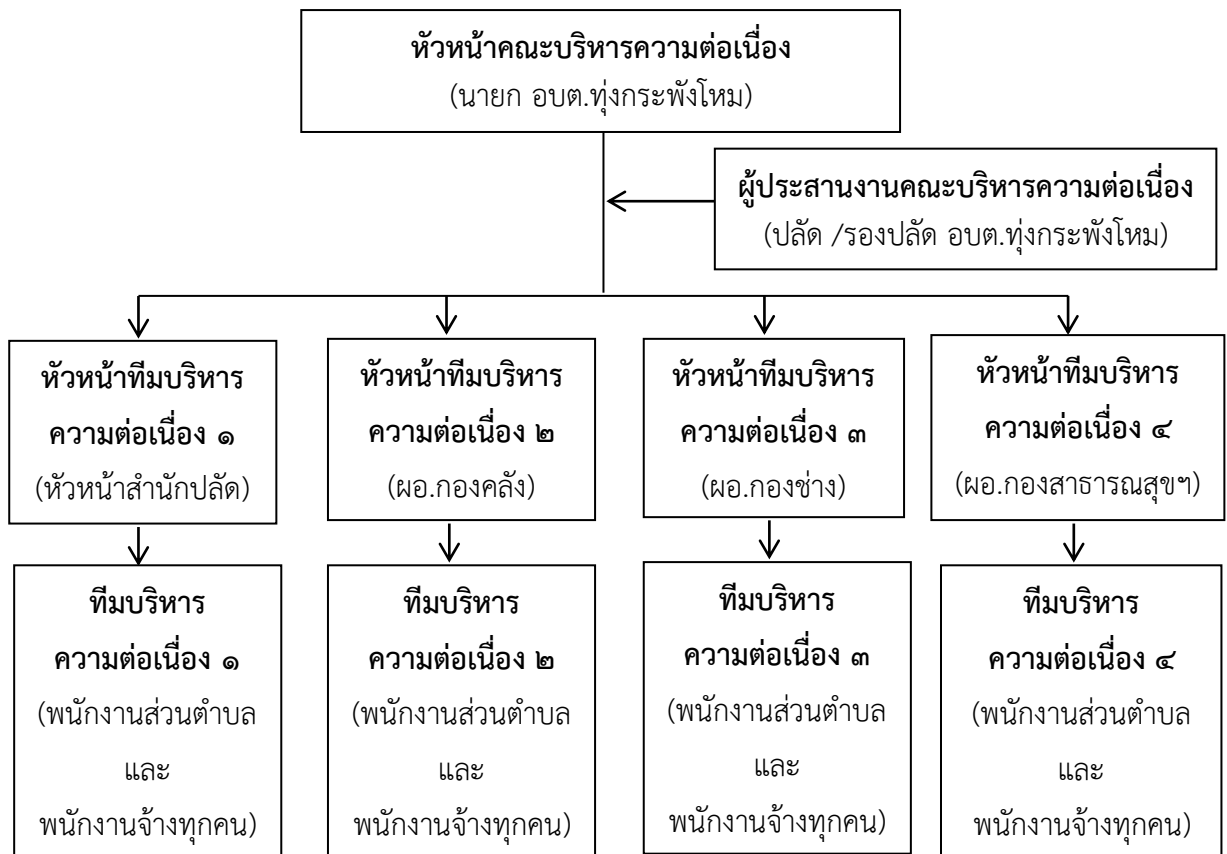 หัวหน้าคณะบริหารความต่อเนื่อง
(นายก อบต.ทุ่งกระพังโหม)
ผู้ประสานงานคณะบริหารความต่อเนื่อง
(ปลัด /รองปลัด อบต.ทุ่งกระพังโหม)
หัวหน้าทีมบริหาร
ความต่อเนื่อง ๑
(หัวหน้าสำนักปลัด)
หัวหน้าทีมบริหาร
ความต่อเนื่อง ๒
(ผอ.กองคลัง)
หัวหน้าทีมบริหาร
ความต่อเนื่อง ๓
(ผอ.กองช่าง)
หัวหน้าทีมบริหาร
ความต่อเนื่อง ๔
(ผอ.กองสาธารณสุขฯ)
ทีมบริหาร
ความต่อเนื่อง ๑
(พนักงานส่วนตำบล
และ
พนักงานจ้างทุกคน)
ทีมบริหาร
ความต่อเนื่อง ๒
(พนักงานส่วนตำบล
และ
พนักงานจ้างทุกคน)
ทีมบริหาร
ความต่อเนื่อง ๓
(พนักงานส่วนตำบล
และ
พนักงานจ้างทุกคน)
ทีมบริหาร
ความต่อเนื่อง ๔
(พนักงานส่วนตำบล
และ
พนักงานจ้างทุกคน)